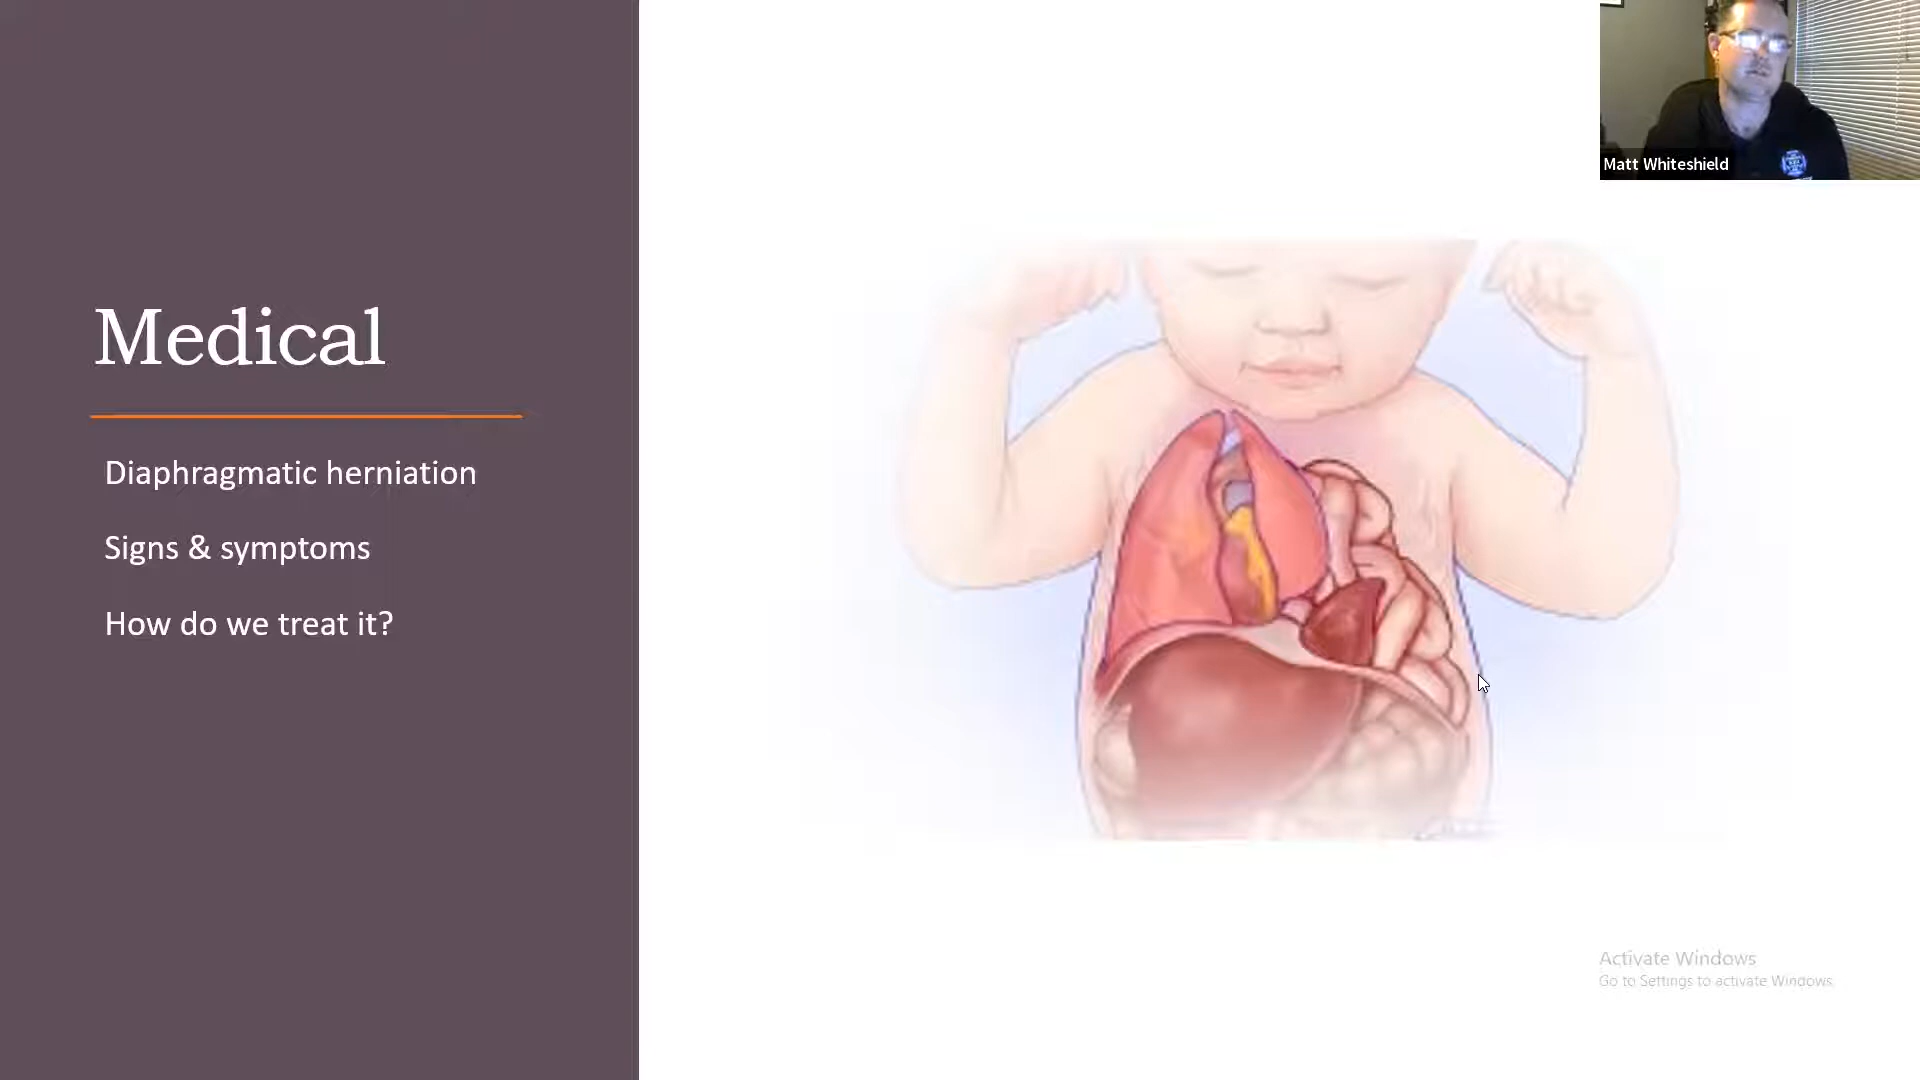 Medical
Diaphragmatic herniation
Signs & symptoms
How do we treat it?
Matt Whiteshield
Activate Windows
Go to Settings to activate Windows.